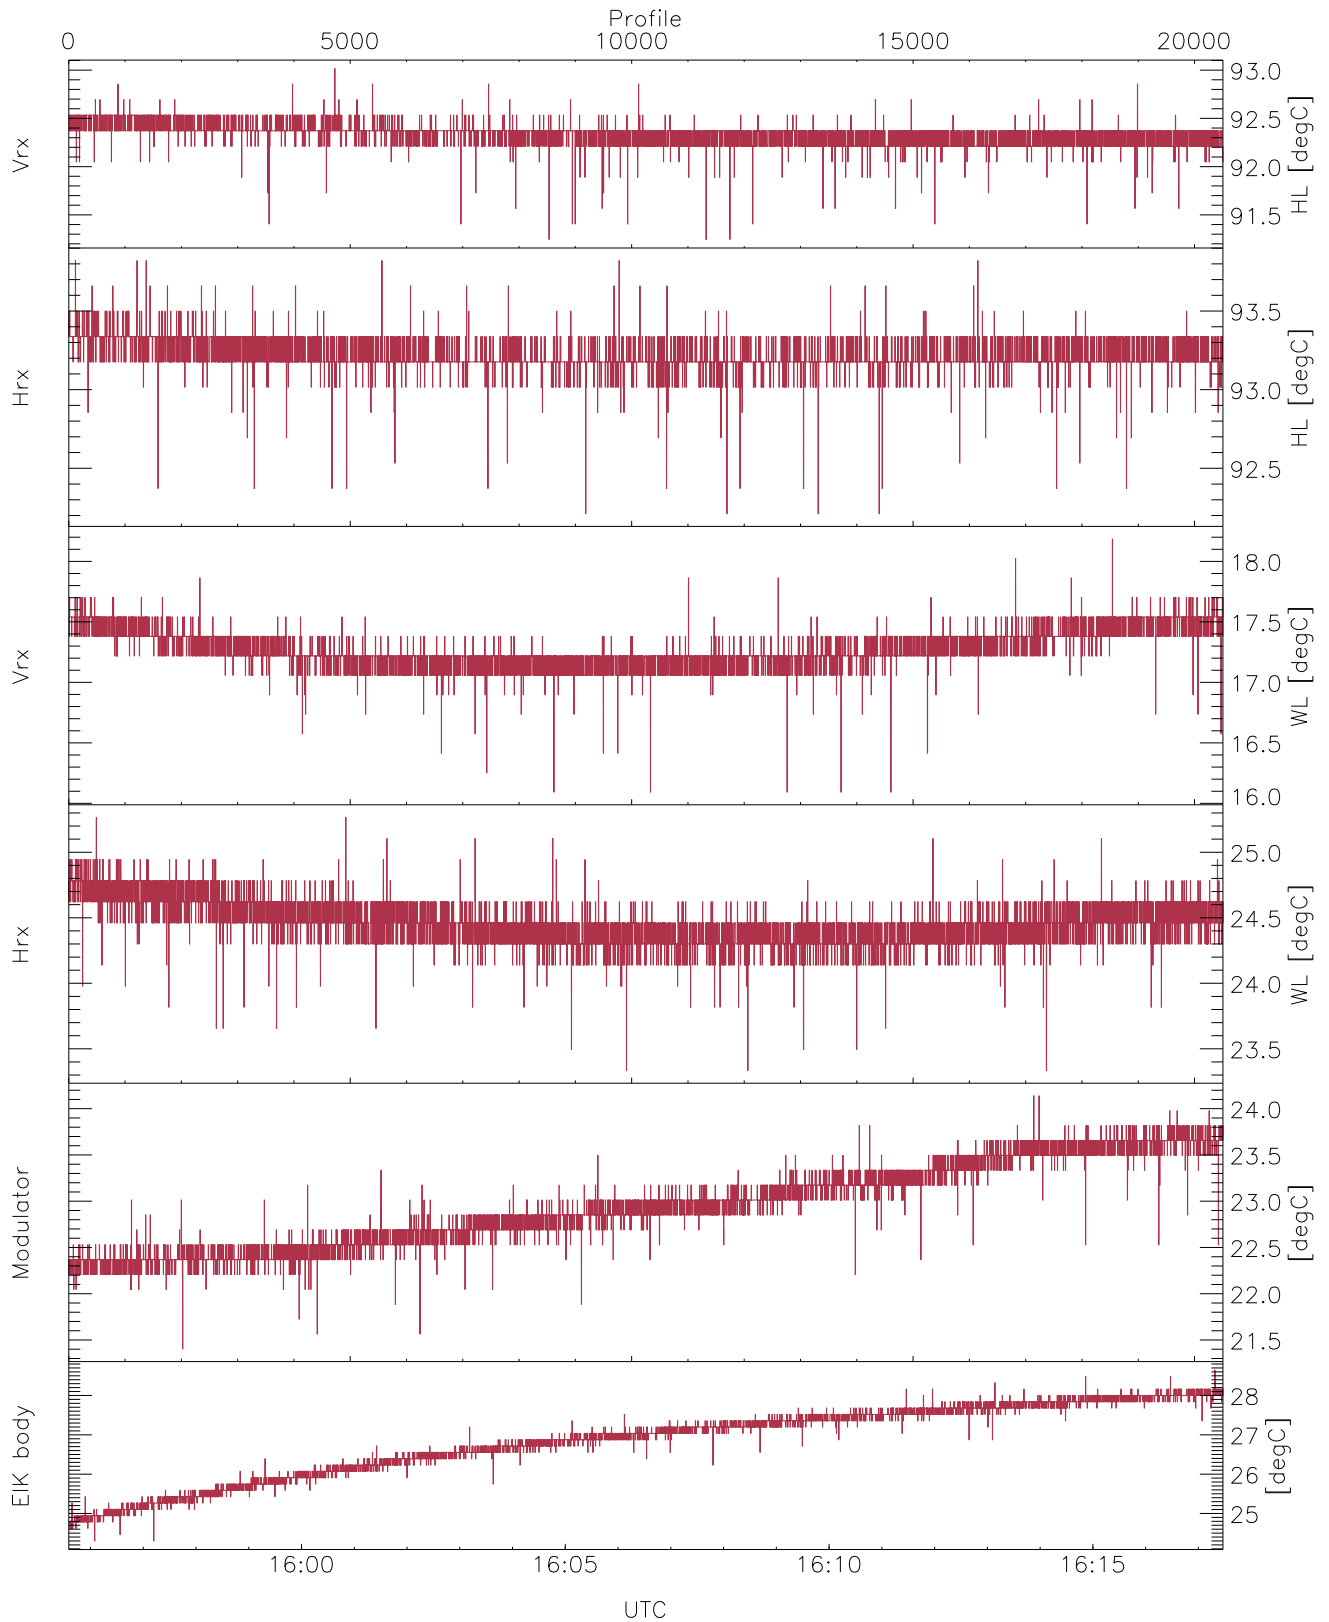 Profile
0 5000 10000 15000 20000
Vrx
93.0
92.5
92.0
91.5
HL [degC]
Hrx
93.5
93.0
92.5
HL [degC]
Vrx
18.0
17.5
17.0
16.5
16.0
WL [degC]
Hrx
25.0
24.5
24.0
23.5
WL [degC]
Modulator
24.0
23.5
23.0
22.5
22.0
21.5
[degC]
EIK body
28
27
26
25
[degC]
16:00 16:05 16:10 16:15
UTC